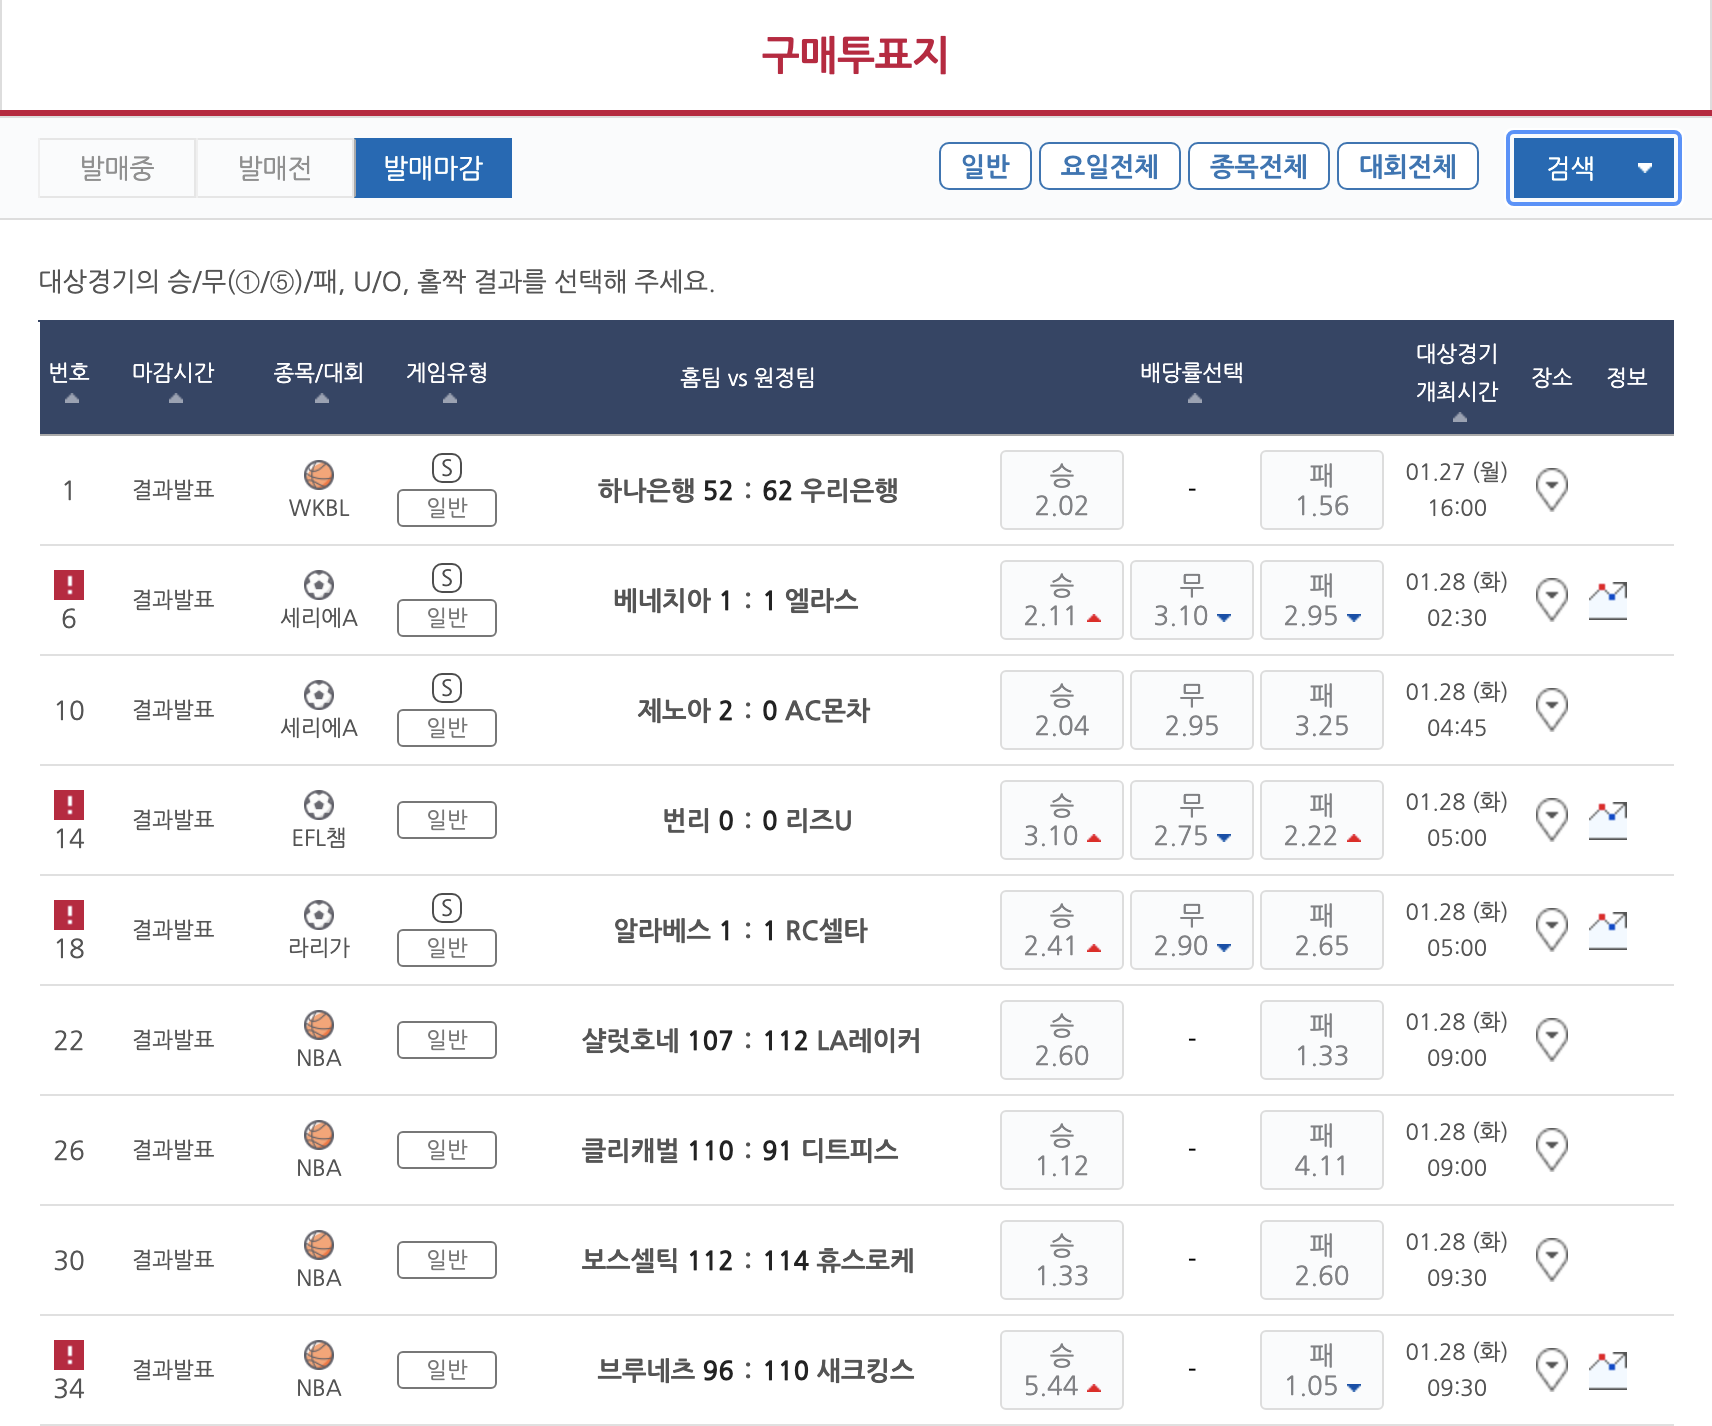 구매투표지
발매중 발매전 발매마감 일반 요일전체 종목전체 대회전체 검색
대상경기의 승/무(①/⑤)/패, U/O, 홀짝 결과를 선택해 주세요.
번호 마감시간 종목/대회 게임유형 홈팀 vs 원정팀 배당률선택 대상경기 개최시간 장소 정보
1 결과발표 WKBL S 일반 하나은행 52 : 62 우리은행 승 2.02 - 패 1.56 01.27 (월) 16:00
! 6 결과발표 세리에A S 일반 베네치아 1 : 1 엘라스 승 2.11 무 3.10 패 2.95 01.28 (화) 02:30
10 결과발표 세리에A S 일반 제노아 2 : 0 AC몬차 승 2.04 무 2.95 패 3.25 01.28 (화) 04:45
! 14 결과발표 EFL챔 일반 번리 0 : 0 리즈U 승 3.10 무 2.75 패 2.22 01.28 (화) 05:00
! 18 결과발표 라리가 S 일반 알라베스 1 : 1 RC셀타 승 2.41 무 2.90 패 2.65 01.28 (화) 05:00
22 결과발표 NBA 일반 샬럿호네 107 : 112 LA레이커 승 2.60 - 패 1.33 01.28 (화) 09:00
26 결과발표 NBA 일반 클리캐벌 110 : 91 디트피스 승 1.12 - 패 4.11 01.28 (화) 09:00
30 결과발표 NBA 일반 보스셀틱 112 : 114 휴스로케 승 1.33 - 패 2.60 01.28 (화) 09:30
! 34 결과발표 NBA 일반 브루네츠 96 : 110 새크킹스 승 5.44 - 패 1.05 01.28 (화) 09:30